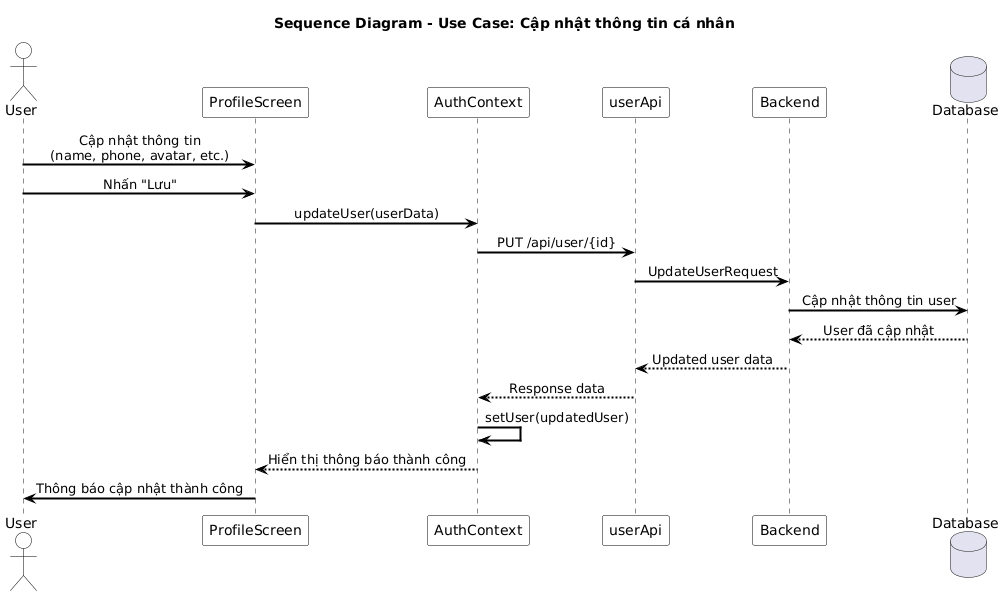 Sequence Diagram - Use Case: Cập nhật thông tin cá nhân
User
ProfileScreen
AuthContext
userApi
Backend
Database
Cập nhật thông tin
(name, phone, avatar, etc.)
Nhấn "Lưu"
updateUser(userData)
PUT /api/user/{id}
UpdateUserRequest
Cập nhật thông tin user
User đã cập nhật
Updated user data
Response data
setUser(updatedUser)
Hiển thị thông báo thành công
Thông báo cập nhật thành công
User
ProfileScreen
AuthContext
userApi
Backend
Database